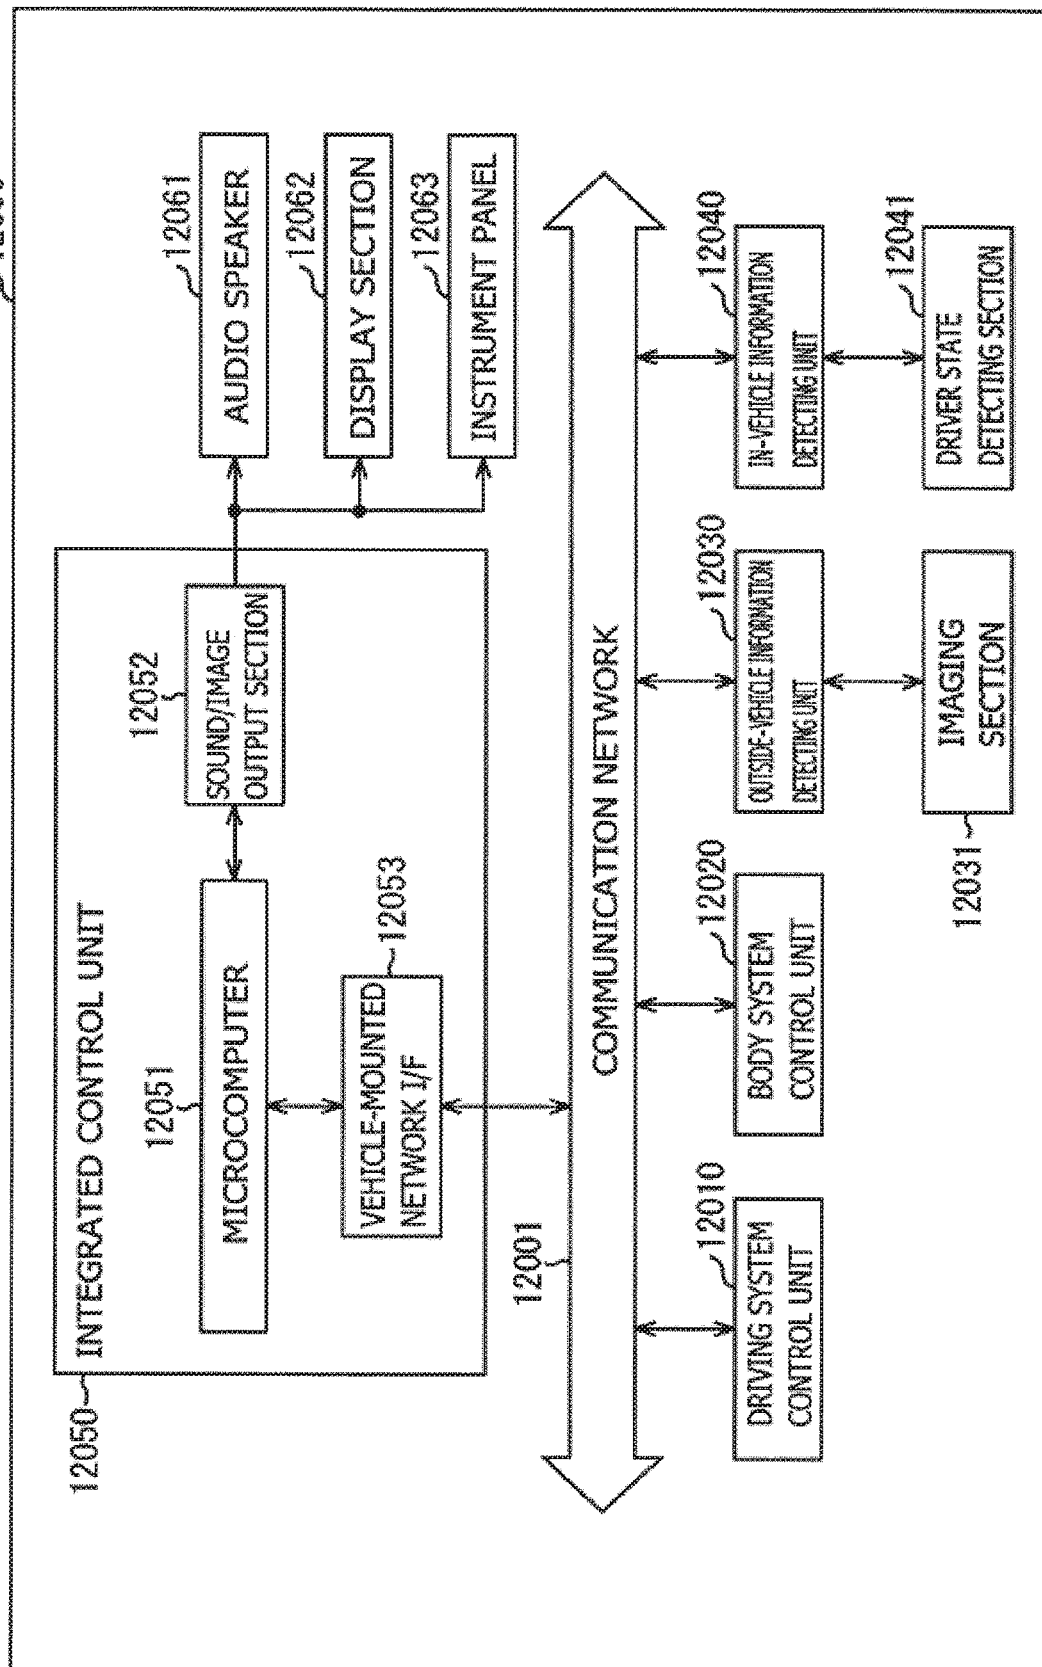 12050
INTEGRATED CONTROL UNIT
12051
MICROCOMPUTER
12052
SOUND/IMAGE
OUTPUT SECTION
12053
VEHICLE-MOUNTED
NETWORK I/F
12061
AUDIO SPEAKER
12062
DISPLAY SECTION
12063
INSTRUMENT PANEL
12001
COMMUNICATION NETWORK
12010
DRIVING SYSTEM
CONTROL UNIT
12020
BODY SYSTEM
CONTROL UNIT
12030
OUTSIDE-VEHICLE INFORMATION
DETECTING UNIT
12040
IN-VEHICLE INFORMATION
DETECTING UNIT
12031
IMAGING
SECTION
12041
DRIVER STATE
DETECTING SECTION